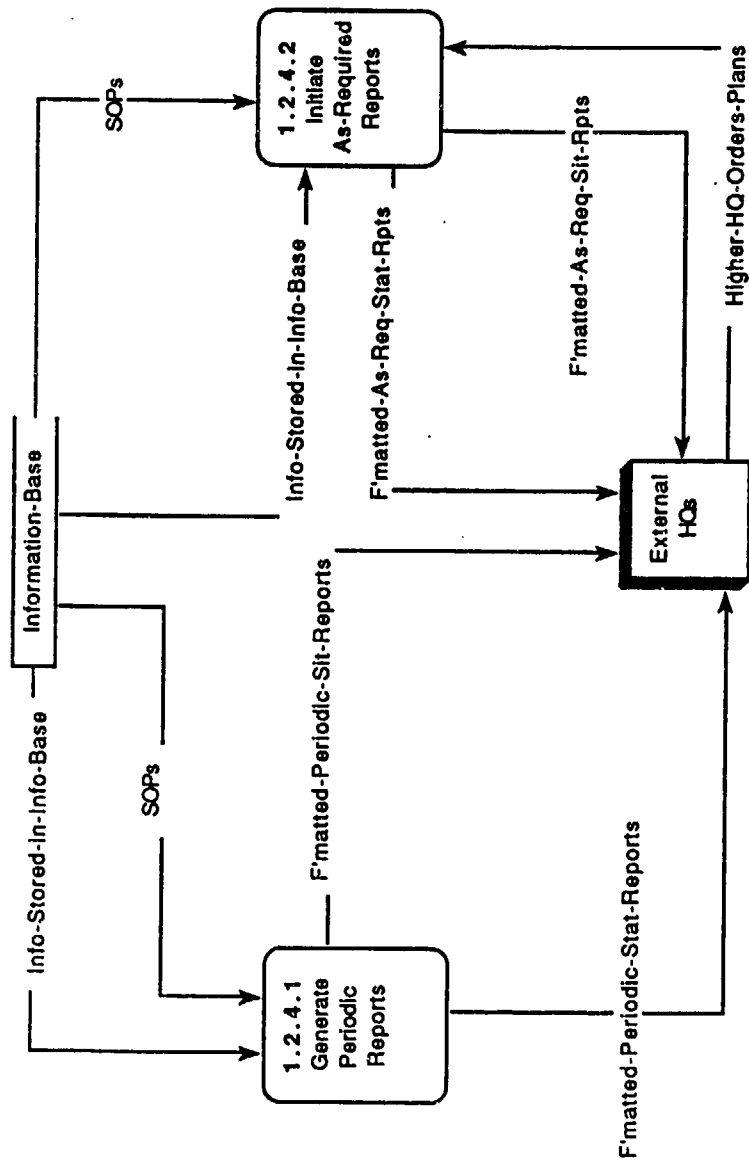 Information-Base
Info-Stored-In-Info-Base
SOPs
Info-Stored-In-Info-Base
SOPs
1.2.4.1
Generate
Periodic
Reports
1.2.4.2
Initiate
As-Required
Reports
F'matted-Periodic-Sit-Reports
F'matted-As-Req-Stat-Rpts
F'matted-As-Req-Sit-Rpts
F'matted-Periodic-Stat-Reports
External
HQs
Higher-HQ-Orders-Plans